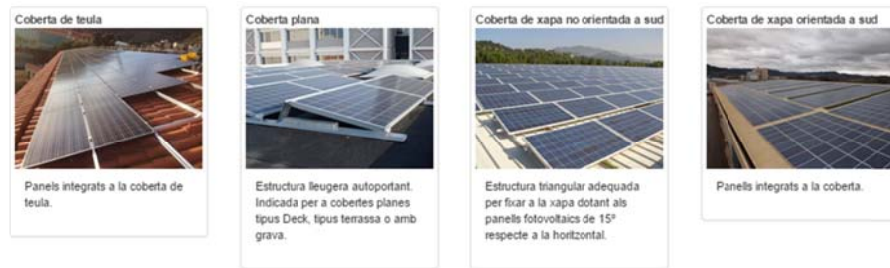 Coberta de teula
Panels integrats a la coberta de
teula.
Coberta plana
Estructura lleugera autoportant.
Indicada per a cobertes planes
tipus Deck, tipus terrassa o amb
grava.
Coberta de xapa no orientada a sud
Estructura triangular adequada
per fixar a la xapa dotant als
panells fotovoltaics de 15º
respecte a la horitzontal.
Coberta de xapa orientada a sud
Panells integrats a la coberta.